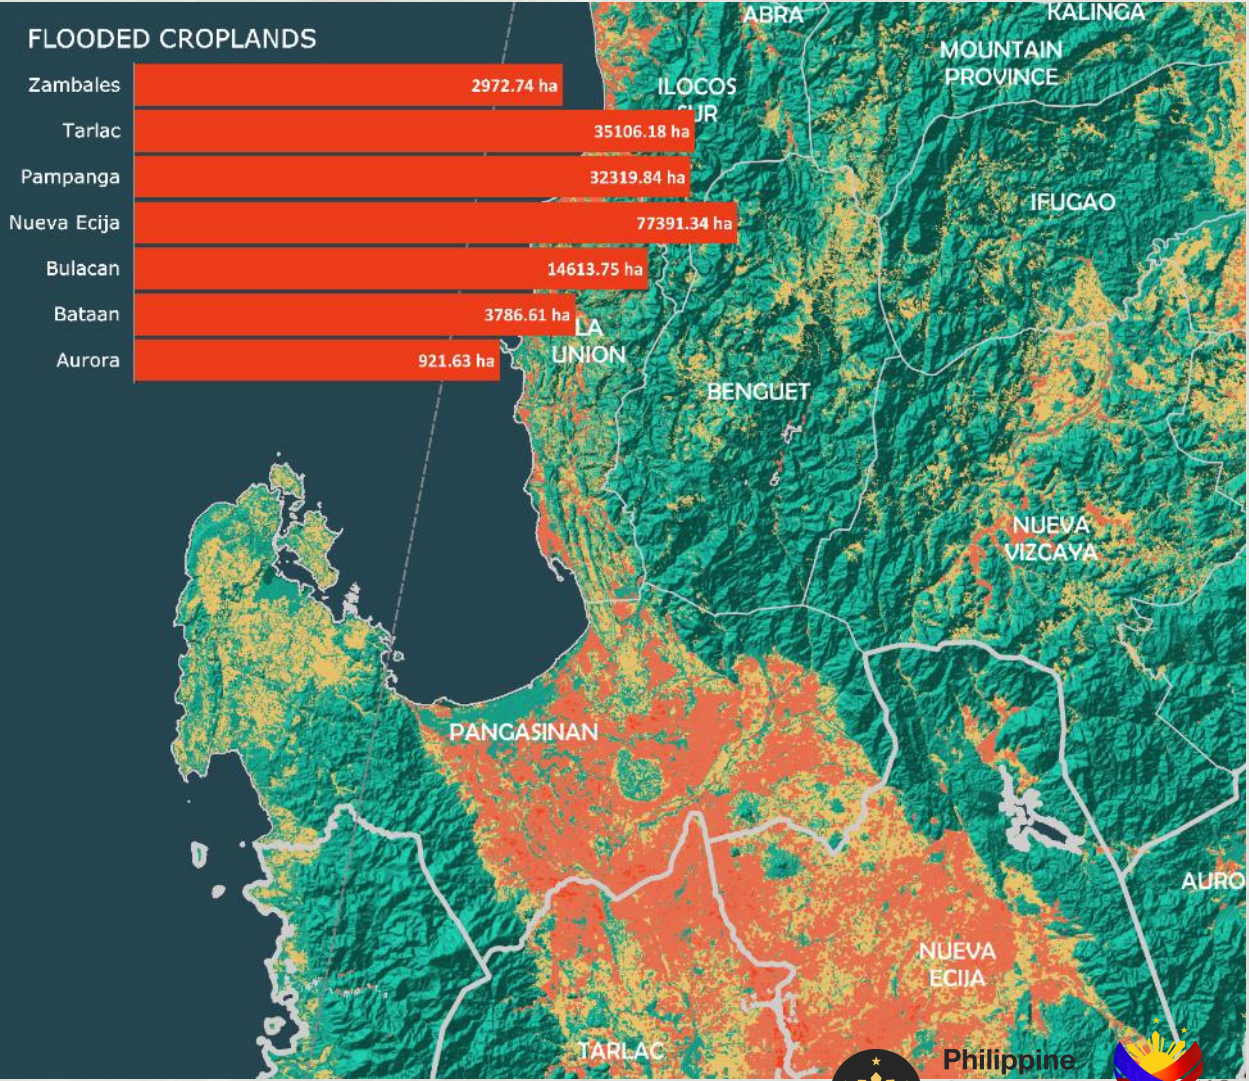 FLOODED CROPLANDS
Zambales 2972.74 ha
Tarlac 35106.18 ha
Pampanga 32319.84 ha
Nueva Ecija 77391.34 ha
Bulacan 14613.75 ha
Bataan 3786.61 ha
Aurora 921.63 ha
ABRA
KALINGA
MOUNTAIN
PROVINCE
ILOCOS
SUR
IFUGAO
LA
UNION
BENGUET
NUEVA
VIZCAYA
PANGASINAN
AURO
NUEVA
ECIJA
TARLAC
Philippine